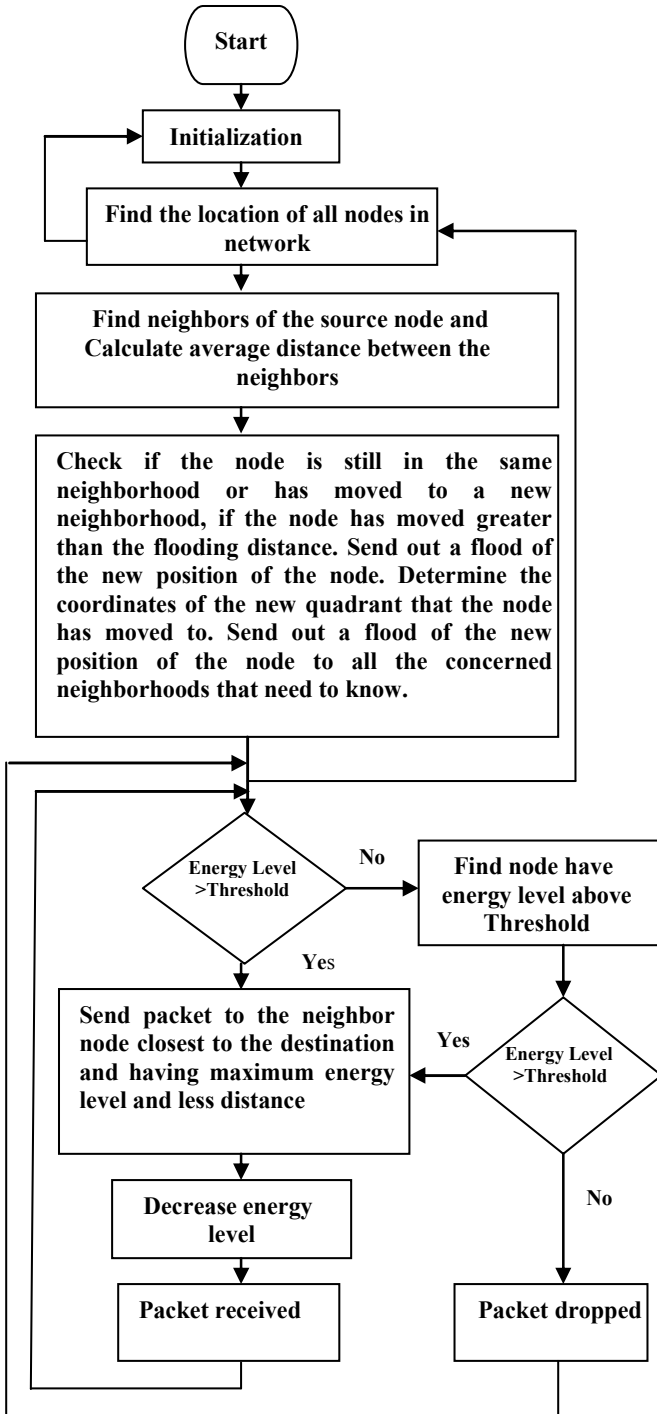 Start
Initialization
Find the location of all nodes in
network
Find neighbors of the source node and
Calculate average distance between the
neighbors
Check if the node is still in the same
neighborhood or has moved to a new
neighborhood, if the node has moved greater
than the flooding distance. Send out a flood of
the new position of the node. Determine the
coordinates of the new quadrant that the node
has moved to. Send out a flood of the new
position of the node to all the concerned
neighborhoods that need to know.
Energy Level
>Threshold
No
Find node have
energy level above
Threshold
Yes
Send packet to the neighbor
node closest to the destination
and having maximum energy
level and less distance
Yes
Energy Level
>Threshold
No
Decrease energy
level
Packet received
Packet dropped